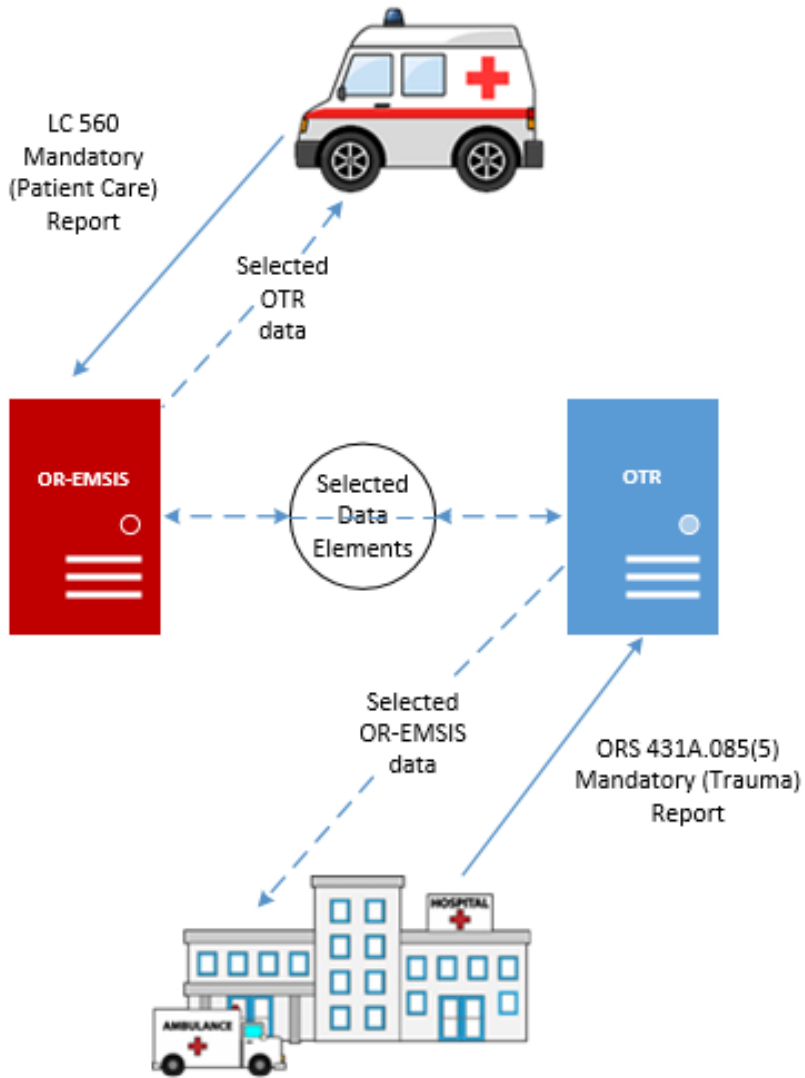 LC 560
Mandatory
(Patient Care)
Report
Selected
OTR
data
OR-EMSIS
Selected
Data
Elements
OTR
Selected
OR-EMSIS
data
ORS 431A.085(5)
Mandatory (Trauma)
Report
HOSPITAL
AMBULANCE